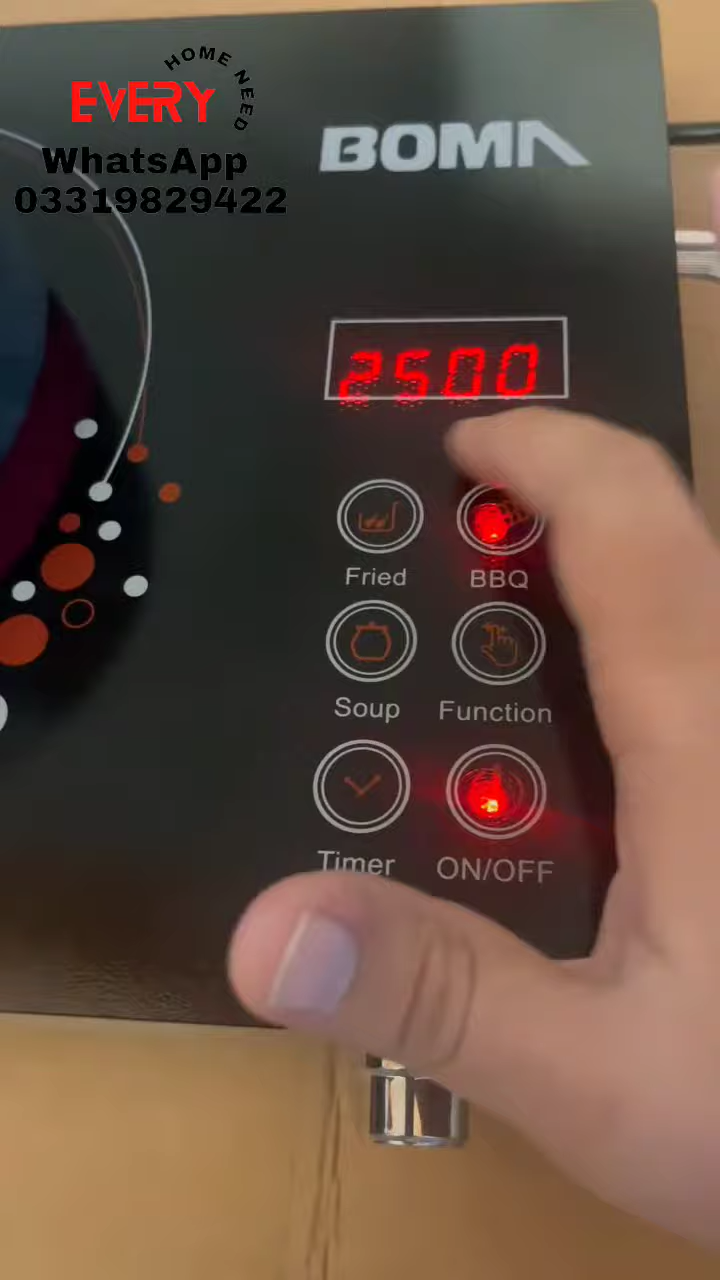 HOME NEED
EVERY
WhatsApp
03319829422
BOMA
2500
Fried
BBQ
Soup
Function
Timer
ON/OFF